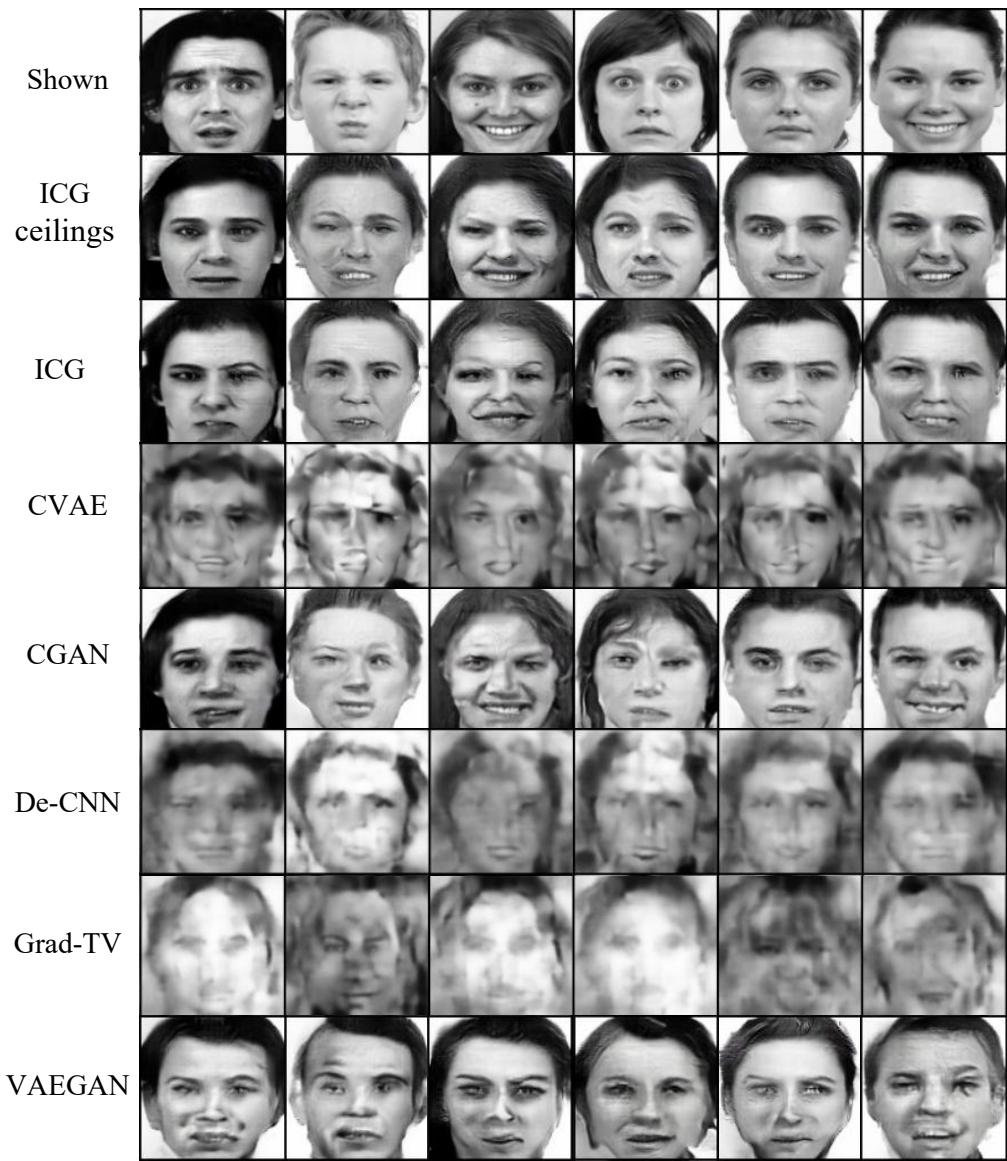 Shown
ICG
ceilings
ICG
CVAE
CGAN
De-CNN
Grad-TV
VAEGAN